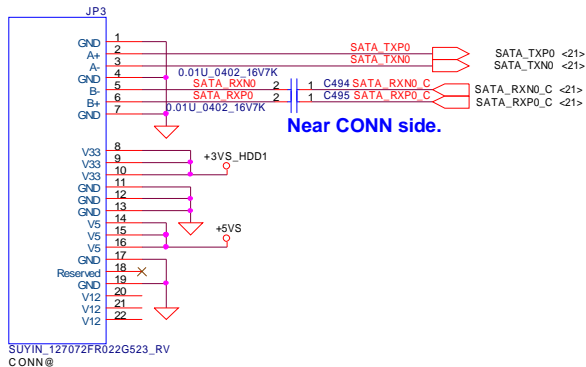 JP3
GND 1
A+ 2 SATA_TXP0 SATA_TXP0 <21>
A- 3 SATA_TXN0 SATA_TXN0 <21>
GND 4 0.01U_0402_16V7K
B- 5 SATA_RXN0 2 1 C494 SATA_RXN0_C SATA_RXN0_C <21>
B+ 6 SATA_RXP0 2 1 C495 SATA_RXP0_C SATA_RXP0_C <21>
GND 7 0.01U_0402_16V7K
Near CONN side.
V33 8
V33 9 +3VS_HDD1
V33 10
GND 11
GND 12
GND 13
V5 14 +5VS
V5 15
V5 16
GND 17
Reserved 18
GND 19
V12 20
V12 21
V12 22
SUYIN_127072FR022G523_RV
CONN@